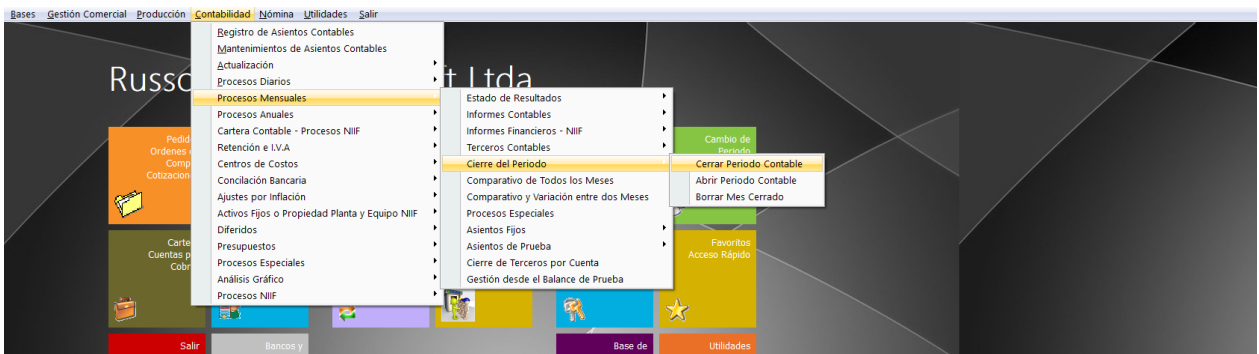 Bases Gestión Comercial Producción Contabilidad Nómina Utilidades Salir
Registro de Asientos Contables
Mantenimientos de Asientos Contables
Actualización
Procesos Diarios
Procesos Mensuales
Procesos Anuales
Cartera Contable - Procesos NIIF
Retención e I.V.A
Centros de Costos
Concilación Bancaria
Ajustes por Inflación
Activos Fijos o Propiedad Planta y Equipo NIIF
Diferidos
Presupuestos
Procesos Especiales
Análisis Gráfico
Procesos NIIF
Estado de Resultados
Informes Contables
Informes Financieros - NIIF
Terceros Contables
Cierre del Periodo
Comparativo de Todos los Meses
Comparativo y Variación entre dos Meses
Procesos Especiales
Asientos Fijos
Asientos de Prueba
Cierre de Terceros por Cuenta
Gestión desde el Balance de Prueba
Cerrar Periodo Contable
Abrir Periodo Contable
Borrar Mes Cerrado
Ltda
Cambio de
Periodo
Favoritos
Acceso Rápido
Salir
Bancos y
Base de
Utilidades